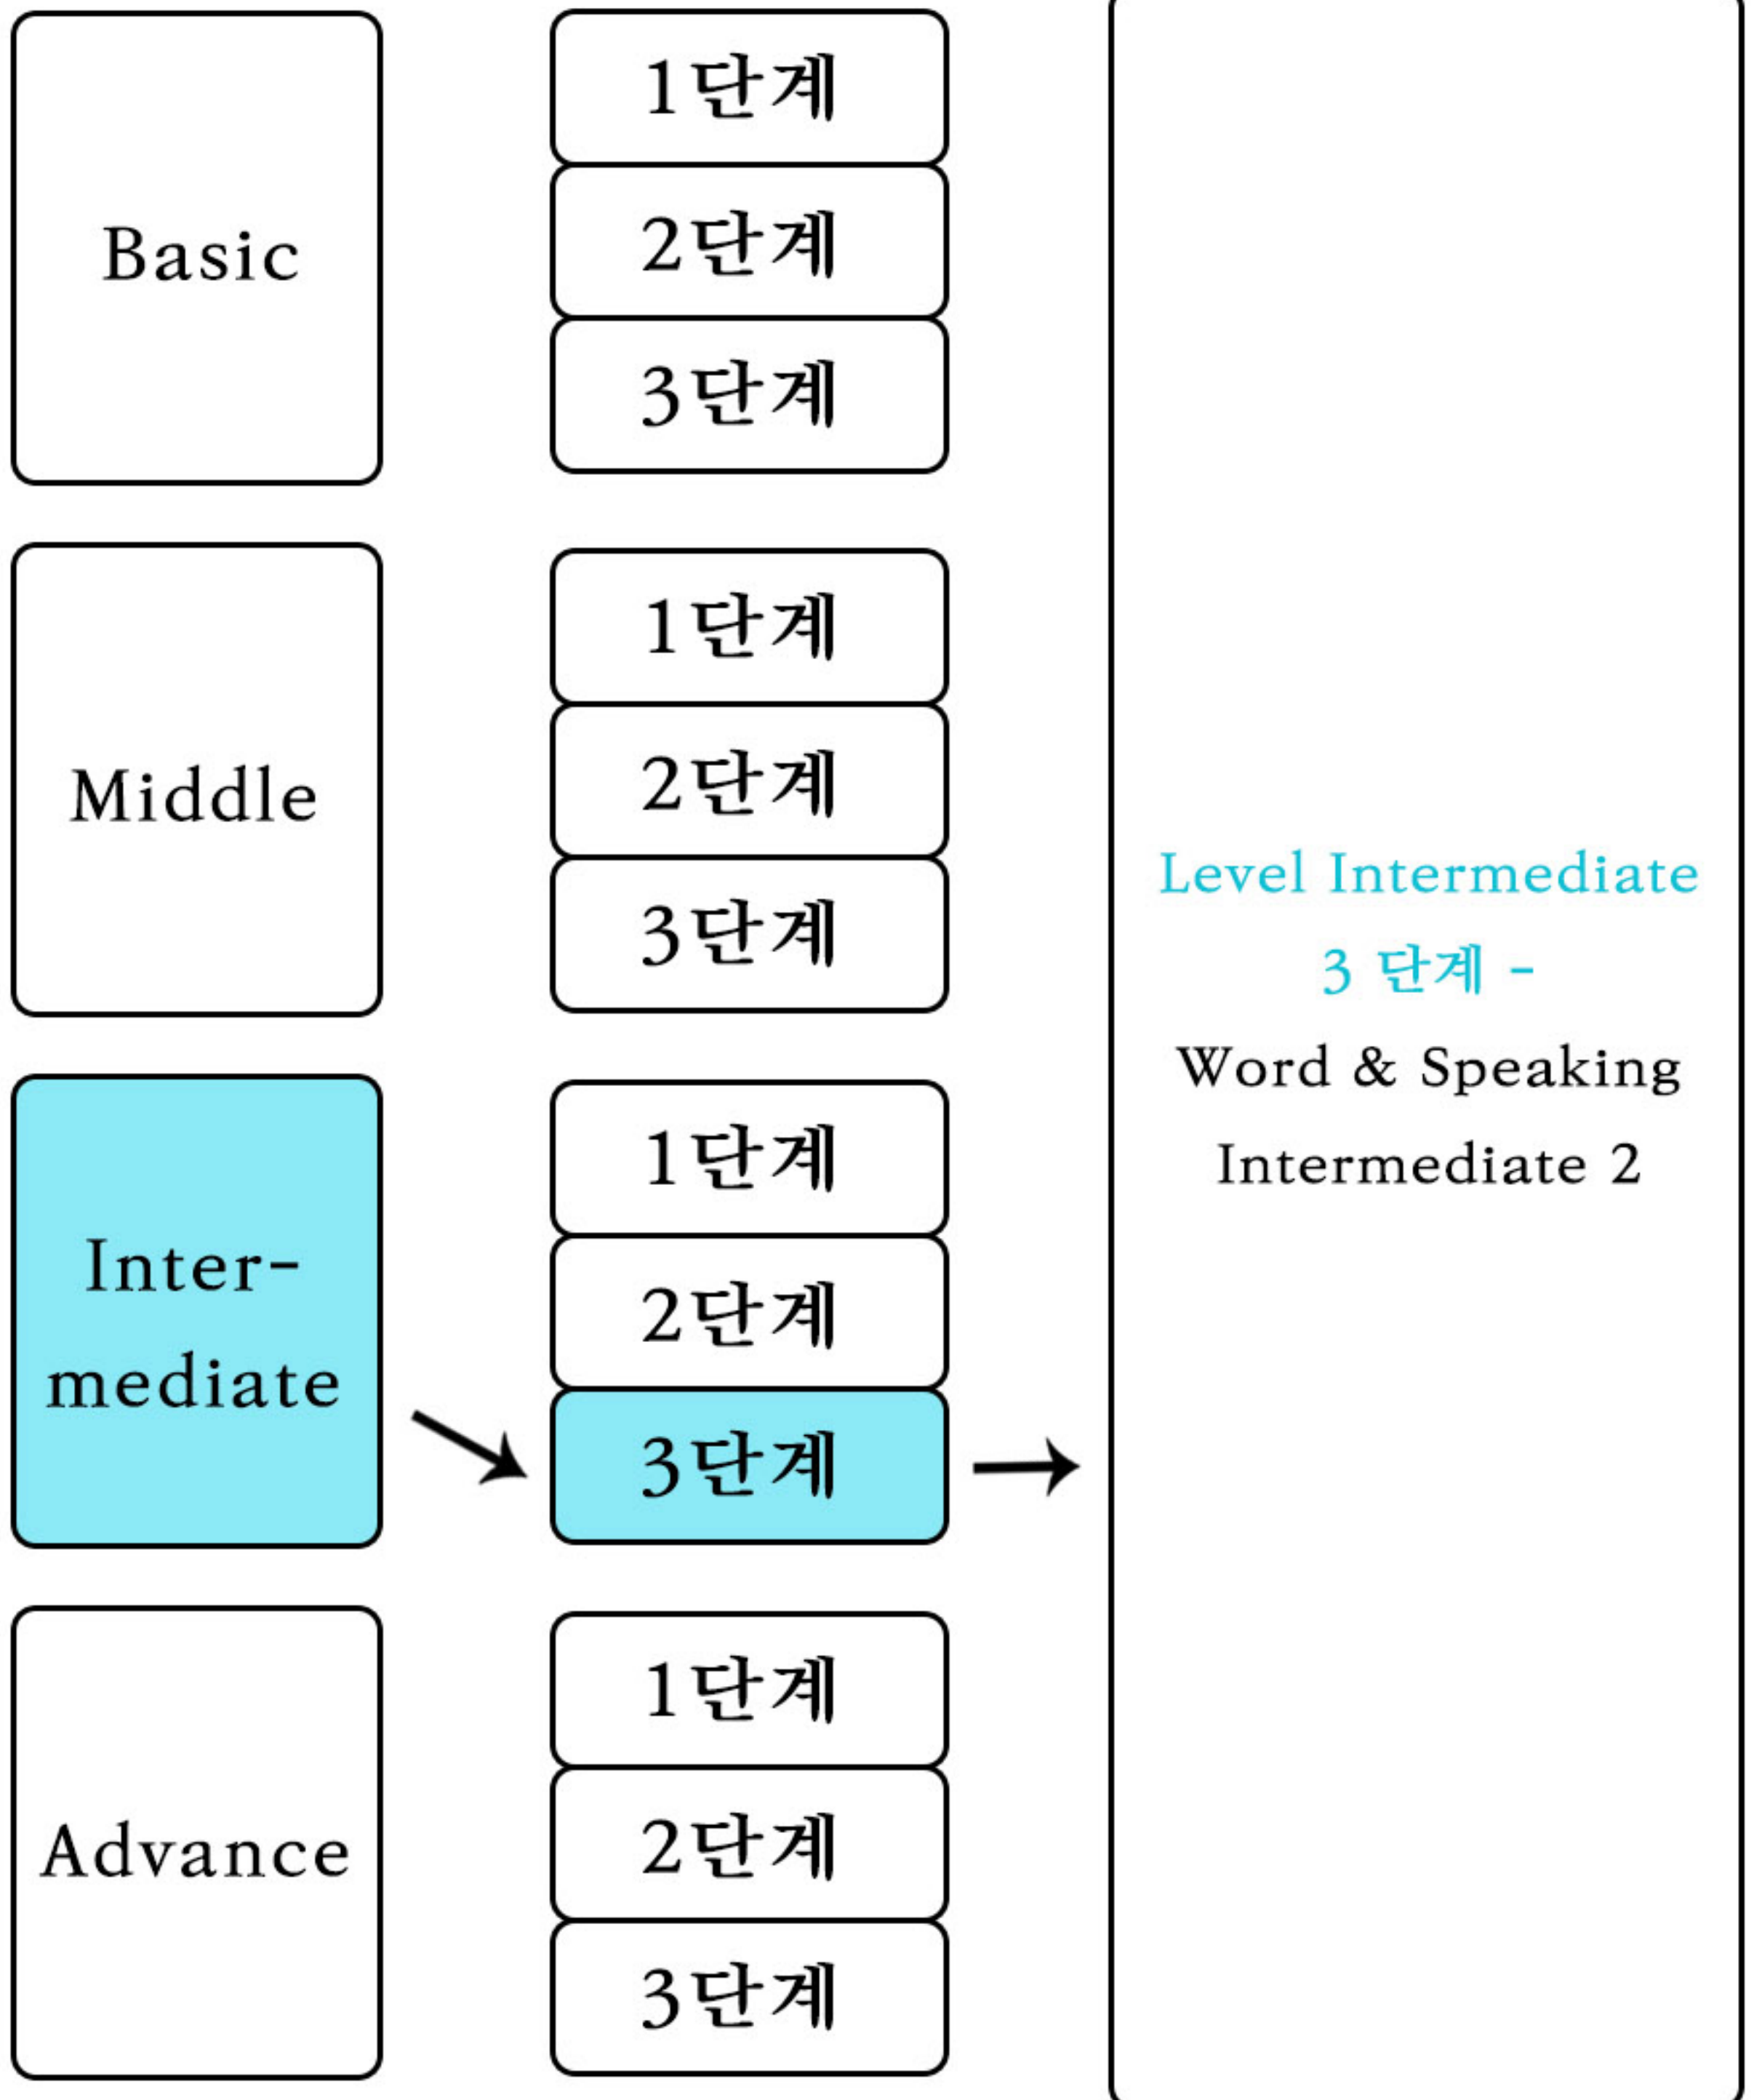 Basic
1단계
2단계
3단계
Middle
1단계
2단계
3단계
Inter-
mediate
1단계
2단계
3단계
Advance
1단계
2단계
3단계
Level Intermediate
3 단계 -
Word & Speaking
Intermediate 2